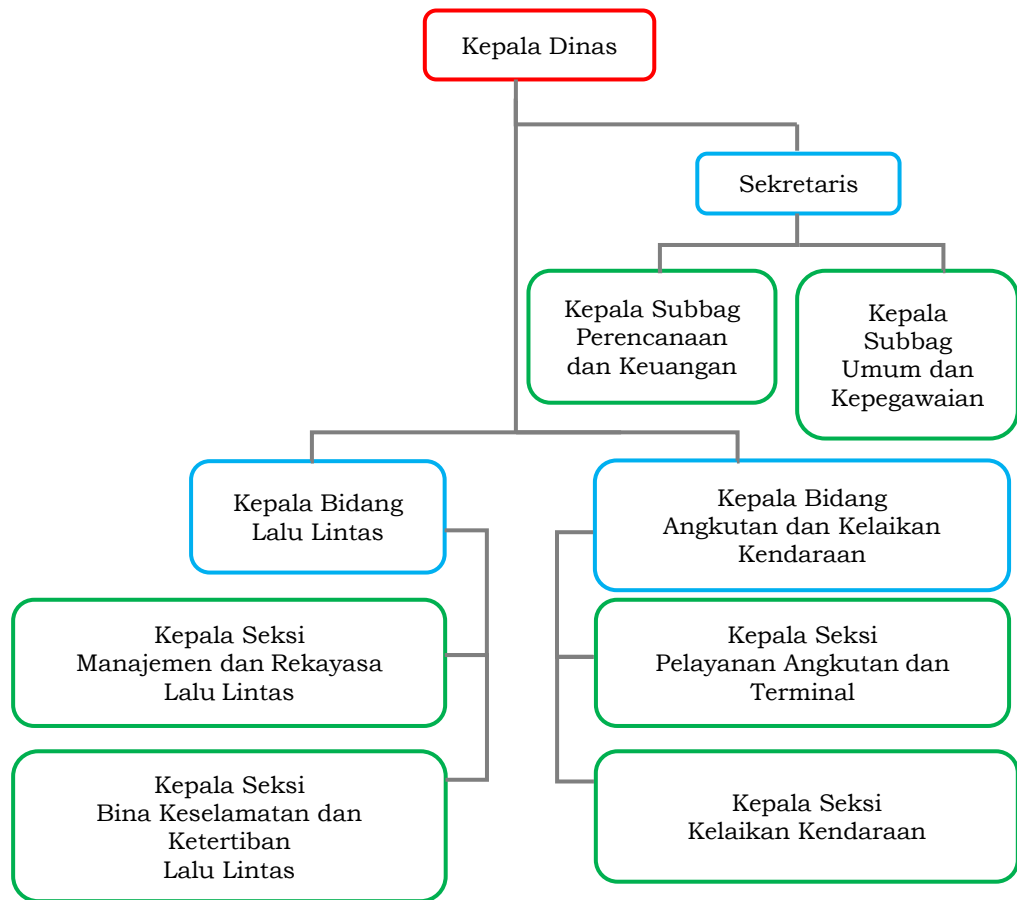 Kepala Dinas
Sekretaris
Kepala Subbag
Perencanaan
dan Keuangan
Kepala
Subbag
Umum dan
Kepegawaian
Kepala Bidang
Lalu Lintas
Kepala Bidang
Angkutan dan Kelaikan
Kendaraan
Kepala Seksi
Manajemen dan Rekayasa
Lalu Lintas
Kepala Seksi
Pelayanan Angkutan dan
Terminal
Kepala Seksi
Bina Keselamatan dan
Ketertiban
Lalu Lintas
Kepala Seksi
Kelaikan Kendaraan